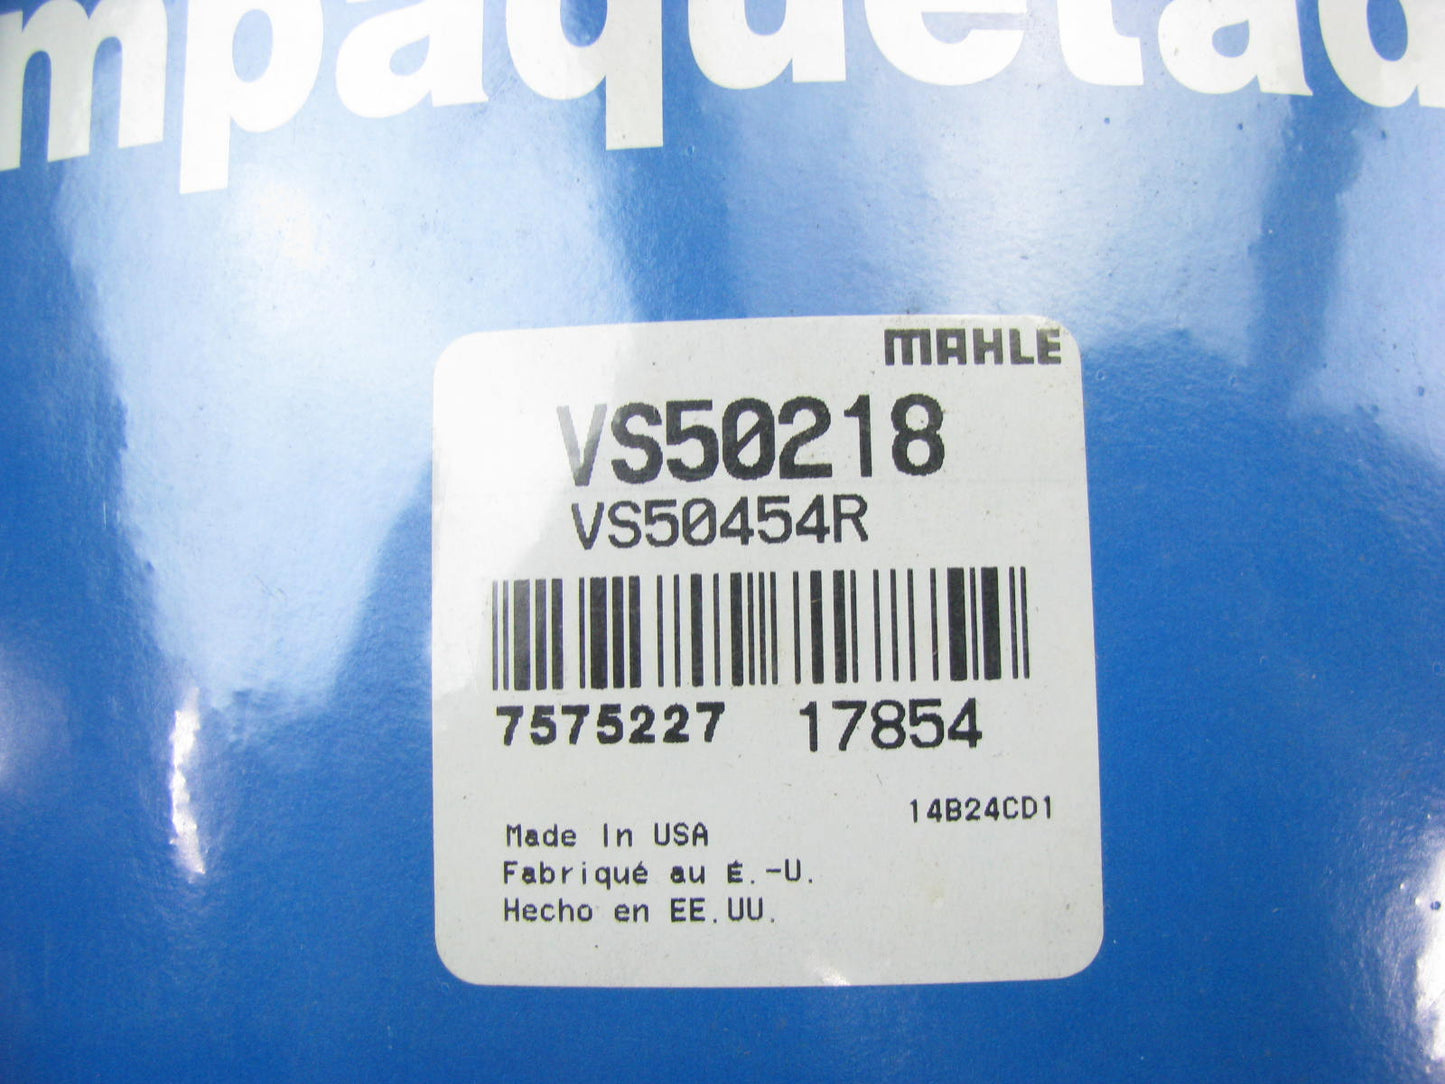 mpaquetad
MAHLE
VS50218
VS50454R
7575227 17854
14B24CD1
Made In USA
Fabriqué au É.-U.
Hecho en EE.UU.